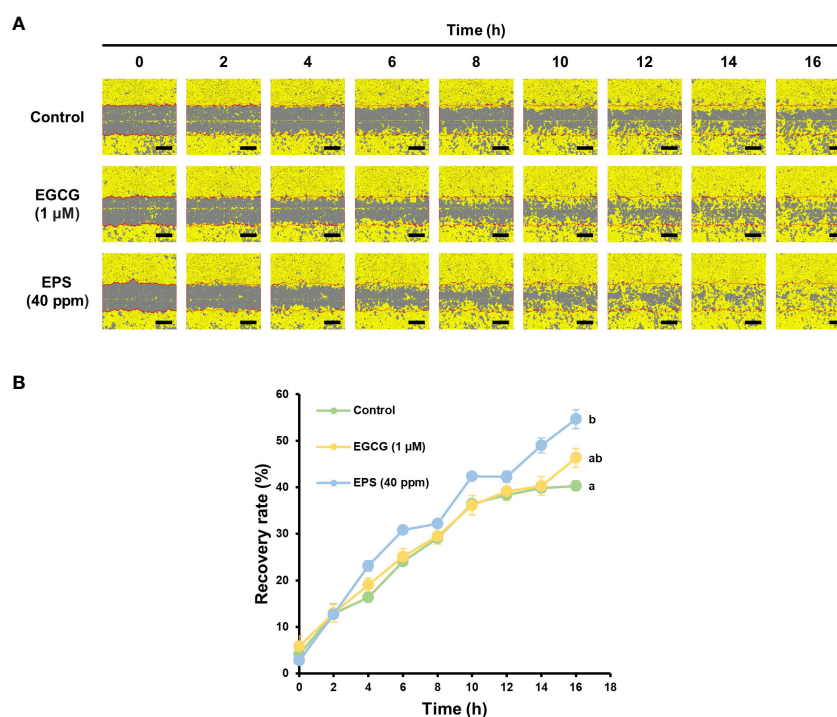 A
Time (h)
0 2 4 6 8 10 12 14 16
Control
EGCG
(1 µM)
EPS
(40 ppm)
B
60
50
40
30
20
10
0
Recovery rate (%)
Control
EGCG (1 µM)
EPS (40 ppm)
b
ab
a
0 2 4 6 8 10 12 14 16 18
Time (h)